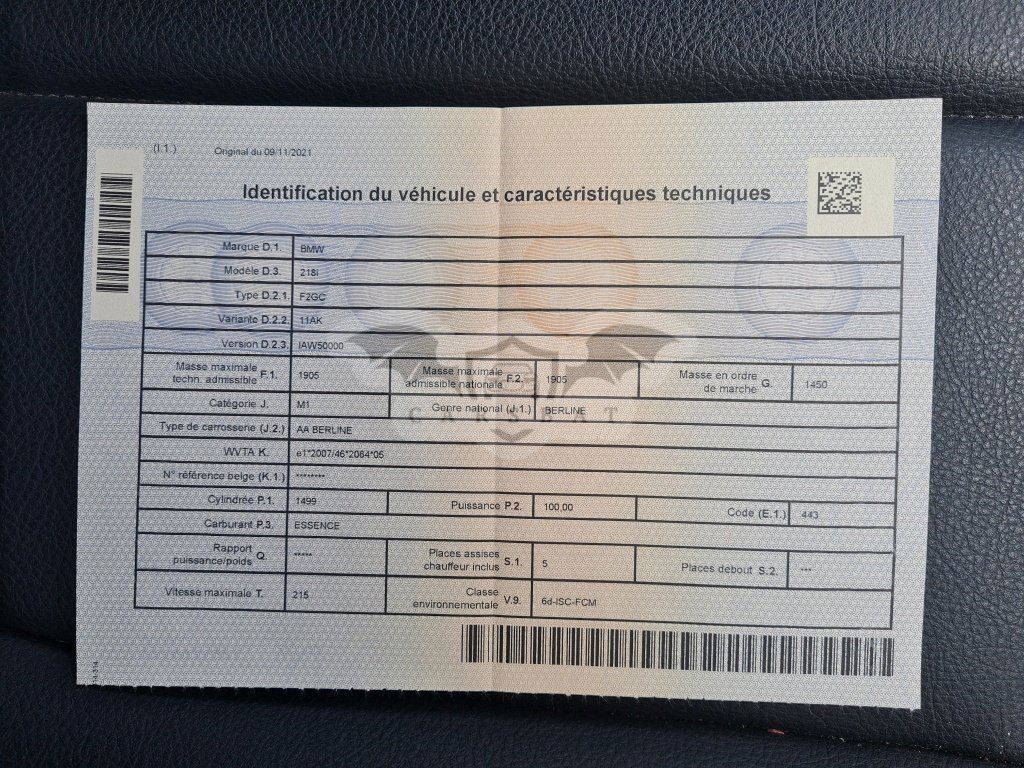 (I.1.) Original du 09/11/2021
Identification du véhicule et caractéristiques techniques
Marque D.1. BMW
Modèle D.3. 218i
Type D.2.1. F2GC
Variante D.2.2. 11AK
Version D.2.3. IAW50000
Masse maximale techn. admissible F.1. 1905 Masse maximale admissible nationale F.2. 1905 Masse en ordre de marche G. 1450
Catégorie J. M1 Genre national (J.1.) BERLINE
CARSBAT
Type de carrosserie (J.2.) AA BERLINE
WVTA K. e1*2007/46*2064*05
N° référence belge (K.1.) ********
Cylindrée P.1. 1499 Puissance P.2. 100,00 Code (E.1.) 443
Carburant P.3. ESSENCE
Rapport puissance/poids Q. ***** Places assises chauffeur inclus S.1. 5 Places debout S.2. ***
Vitesse maximale T. 215 Classe environnementale V.9. 6d-ISC-FCM
14-314